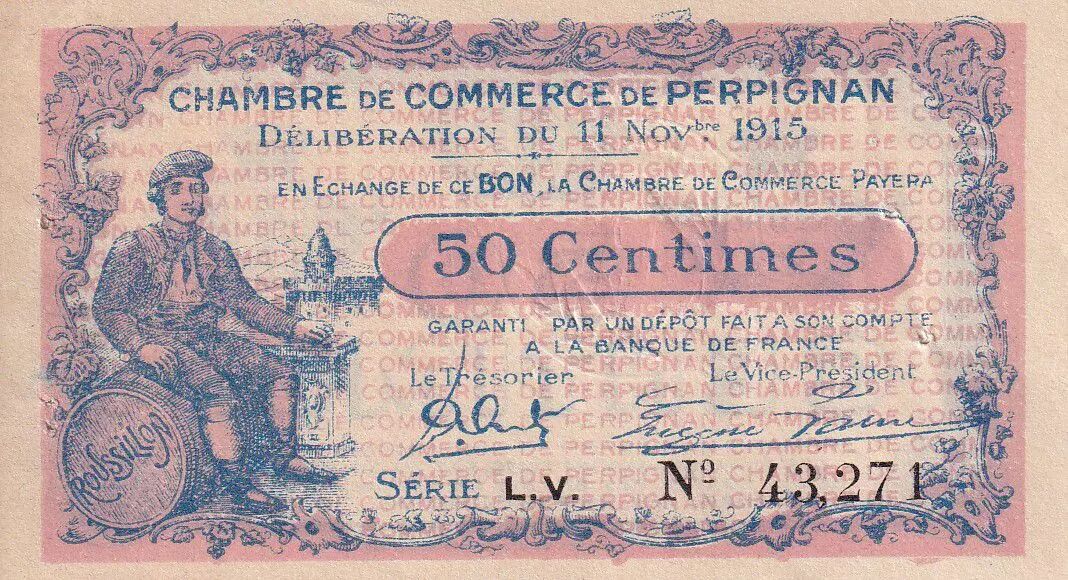 CHAMBRE DE COMMERCE DE PERPIGNAN
DÉLIBÉRATION DU 11 NOVbre 1915
EN ECHANGE DE CE BON, LA CHAMBRE DE COMMERCE PAYERA
50 Centimes
GARANTI PAR UN DÉPÔT FAIT A SON COMPTE
A LA BANQUE DE FRANCE
Le Trésorier Le Vice-Président
ROUSSILLON
SÉRIE L.V. Nº 43,271